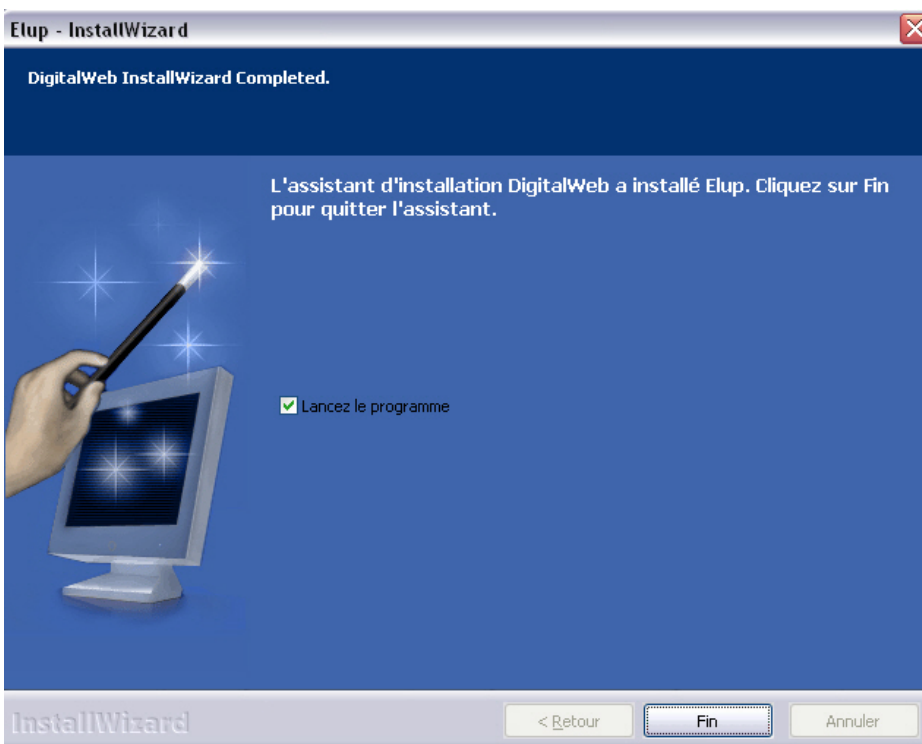 Elup - InstallWizard
DigitalWeb InstallWizard Completed.
L'assistant d'installation DigitalWeb a installé Elup. Cliquez sur Fin
pour quitter l'assistant.
Lancez le programme
InstallWizard
< Retour
Fin
Annuler